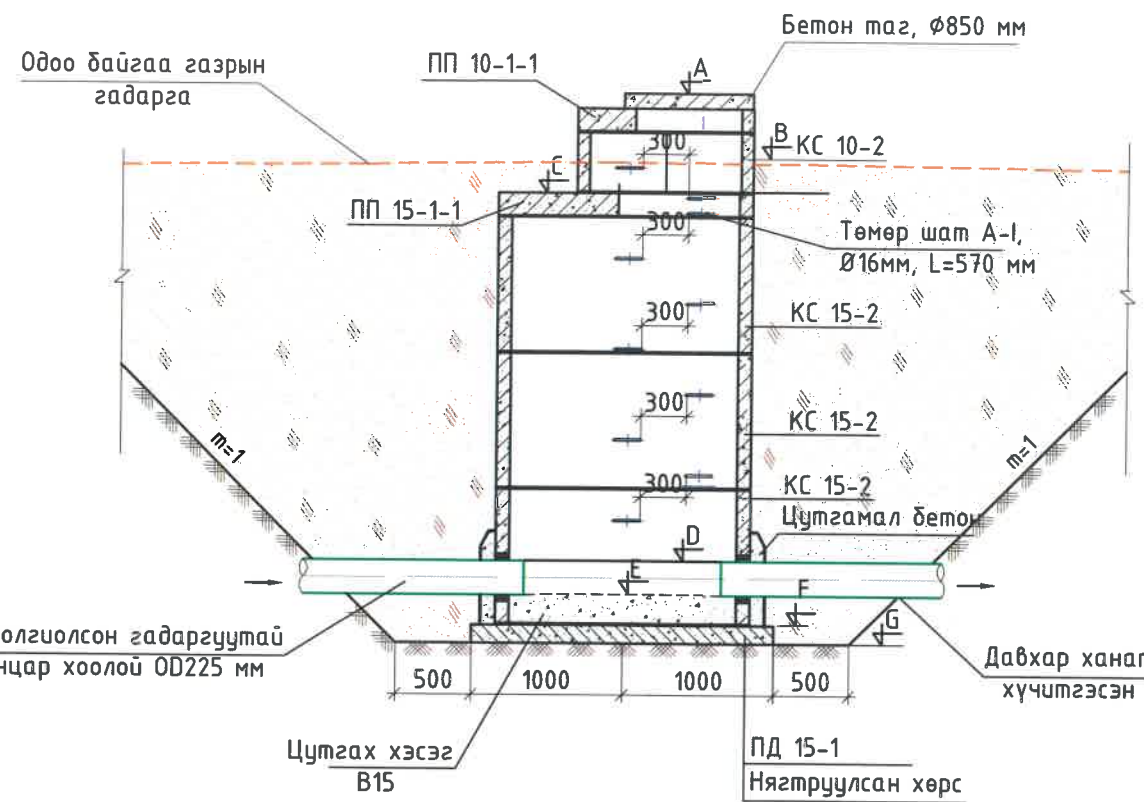 Бетон таг, Ф850 мм
Одоо байгаа газрын
гадарга
ПП 10-1-1
A
B
КС 10-2
300
C
ПП 15-1-1
300
Төмөр шат А-I,
Ø16мм, L=570 мм
300
КС 15-2
300
КС 15-2
m=1
m=1
300
КС 15-2
Цутгамал бетон
D
E
F
G
олгиолсон гадаргуутай
нцар хоолой OD225 мм
500
1000
1000
500
Давхар ханат
хүчитгэсэн
Цутгах хэсэг
B15
ПД 15-1
Нягтруулсан хөрс